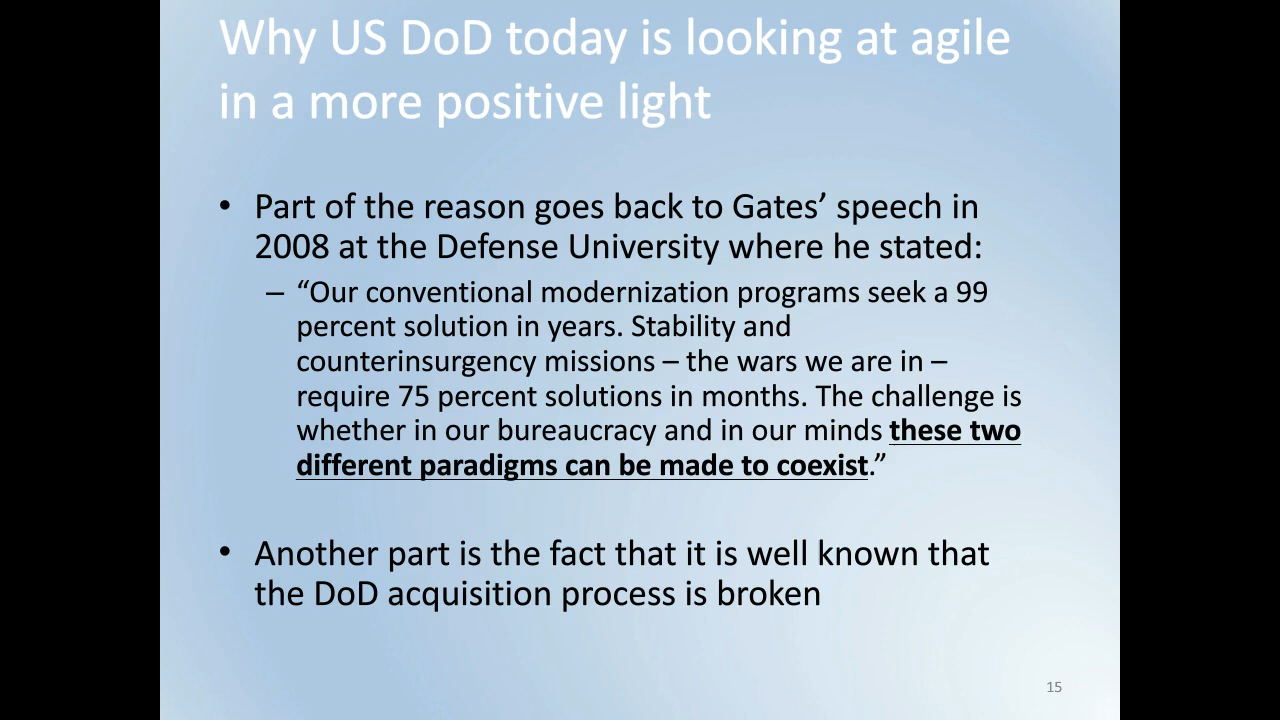 Why US DoD today is looking at agile
in a more positive light
• Part of the reason goes back to Gates’ speech in
2008 at the Defense University where he stated:
– “Our conventional modernization programs seek a 99
percent solution in years. Stability and
counterinsurgency missions – the wars we are in –
require 75 percent solutions in months. The challenge is
whether in our bureaucracy and in our minds these two
different paradigms can be made to coexist.”
• Another part is the fact that it is well known that
the DoD acquisition process is broken
15